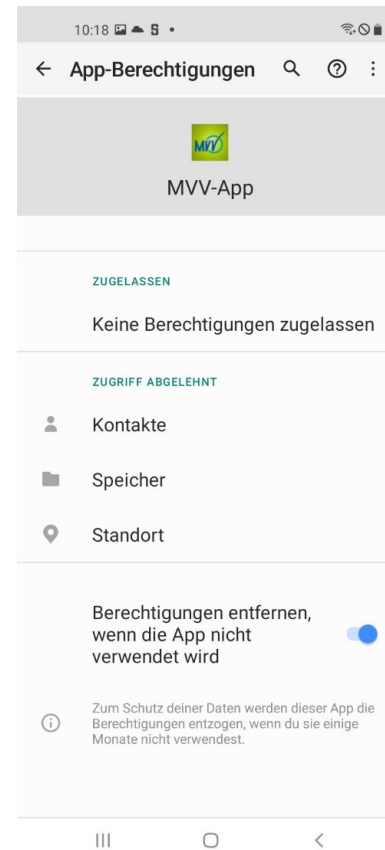 10:18
App-Berechtigungen
MVV
MVV-App
ZUGELASSEN
Keine Berechtigungen zugelassen
ZUGRIFF ABGELEHNT
Kontakte
Speicher
Standort
Berechtigungen entfernen,
wenn die App nicht
verwendet wird
Zum Schutz deiner Daten werden dieser App die
Berechtigungen entzogen, wenn du sie einige
Monate nicht verwendest.